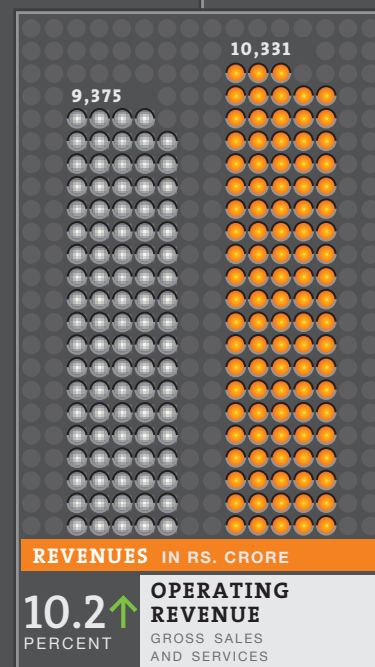 10,331
9,375
REVENUES IN RS. CRORE
10.2
PERCENT
OPERATING
REVENUE
GROSS SALES
AND SERVICES